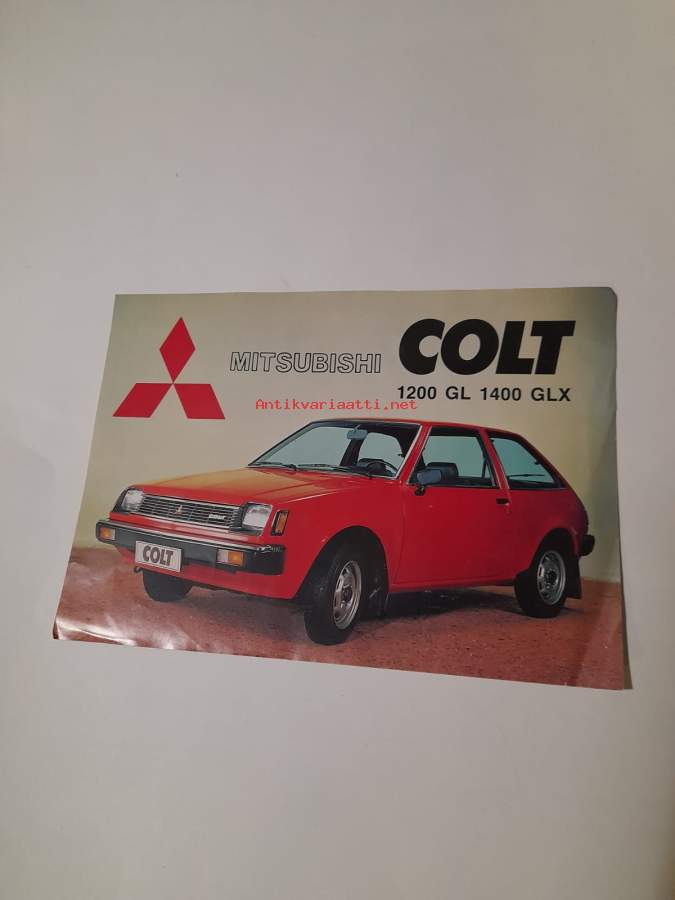 MITSUBISHI COLT
1200 GL 1400 GLX
Antikvariaatti.net
COLT